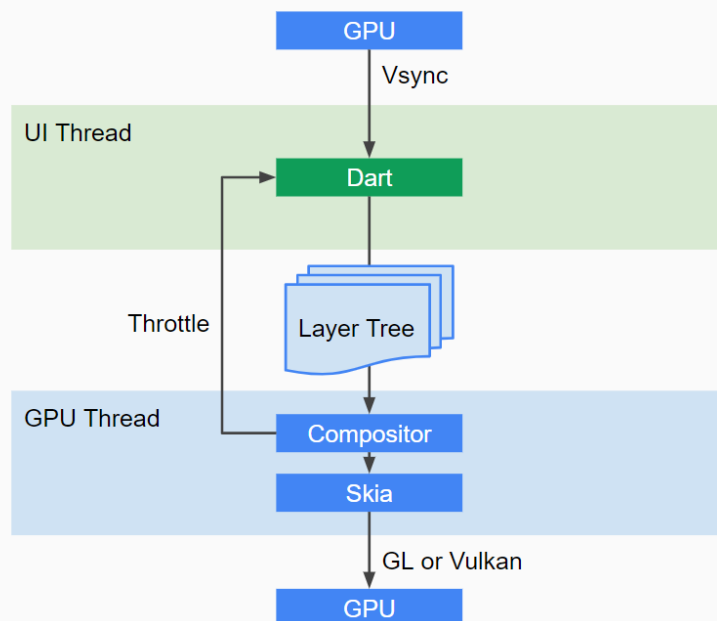 GPU
Vsync
UI Thread
Dart
Throttle
Layer Tree
GPU Thread
Compositor
Skia
GL or Vulkan
GPU